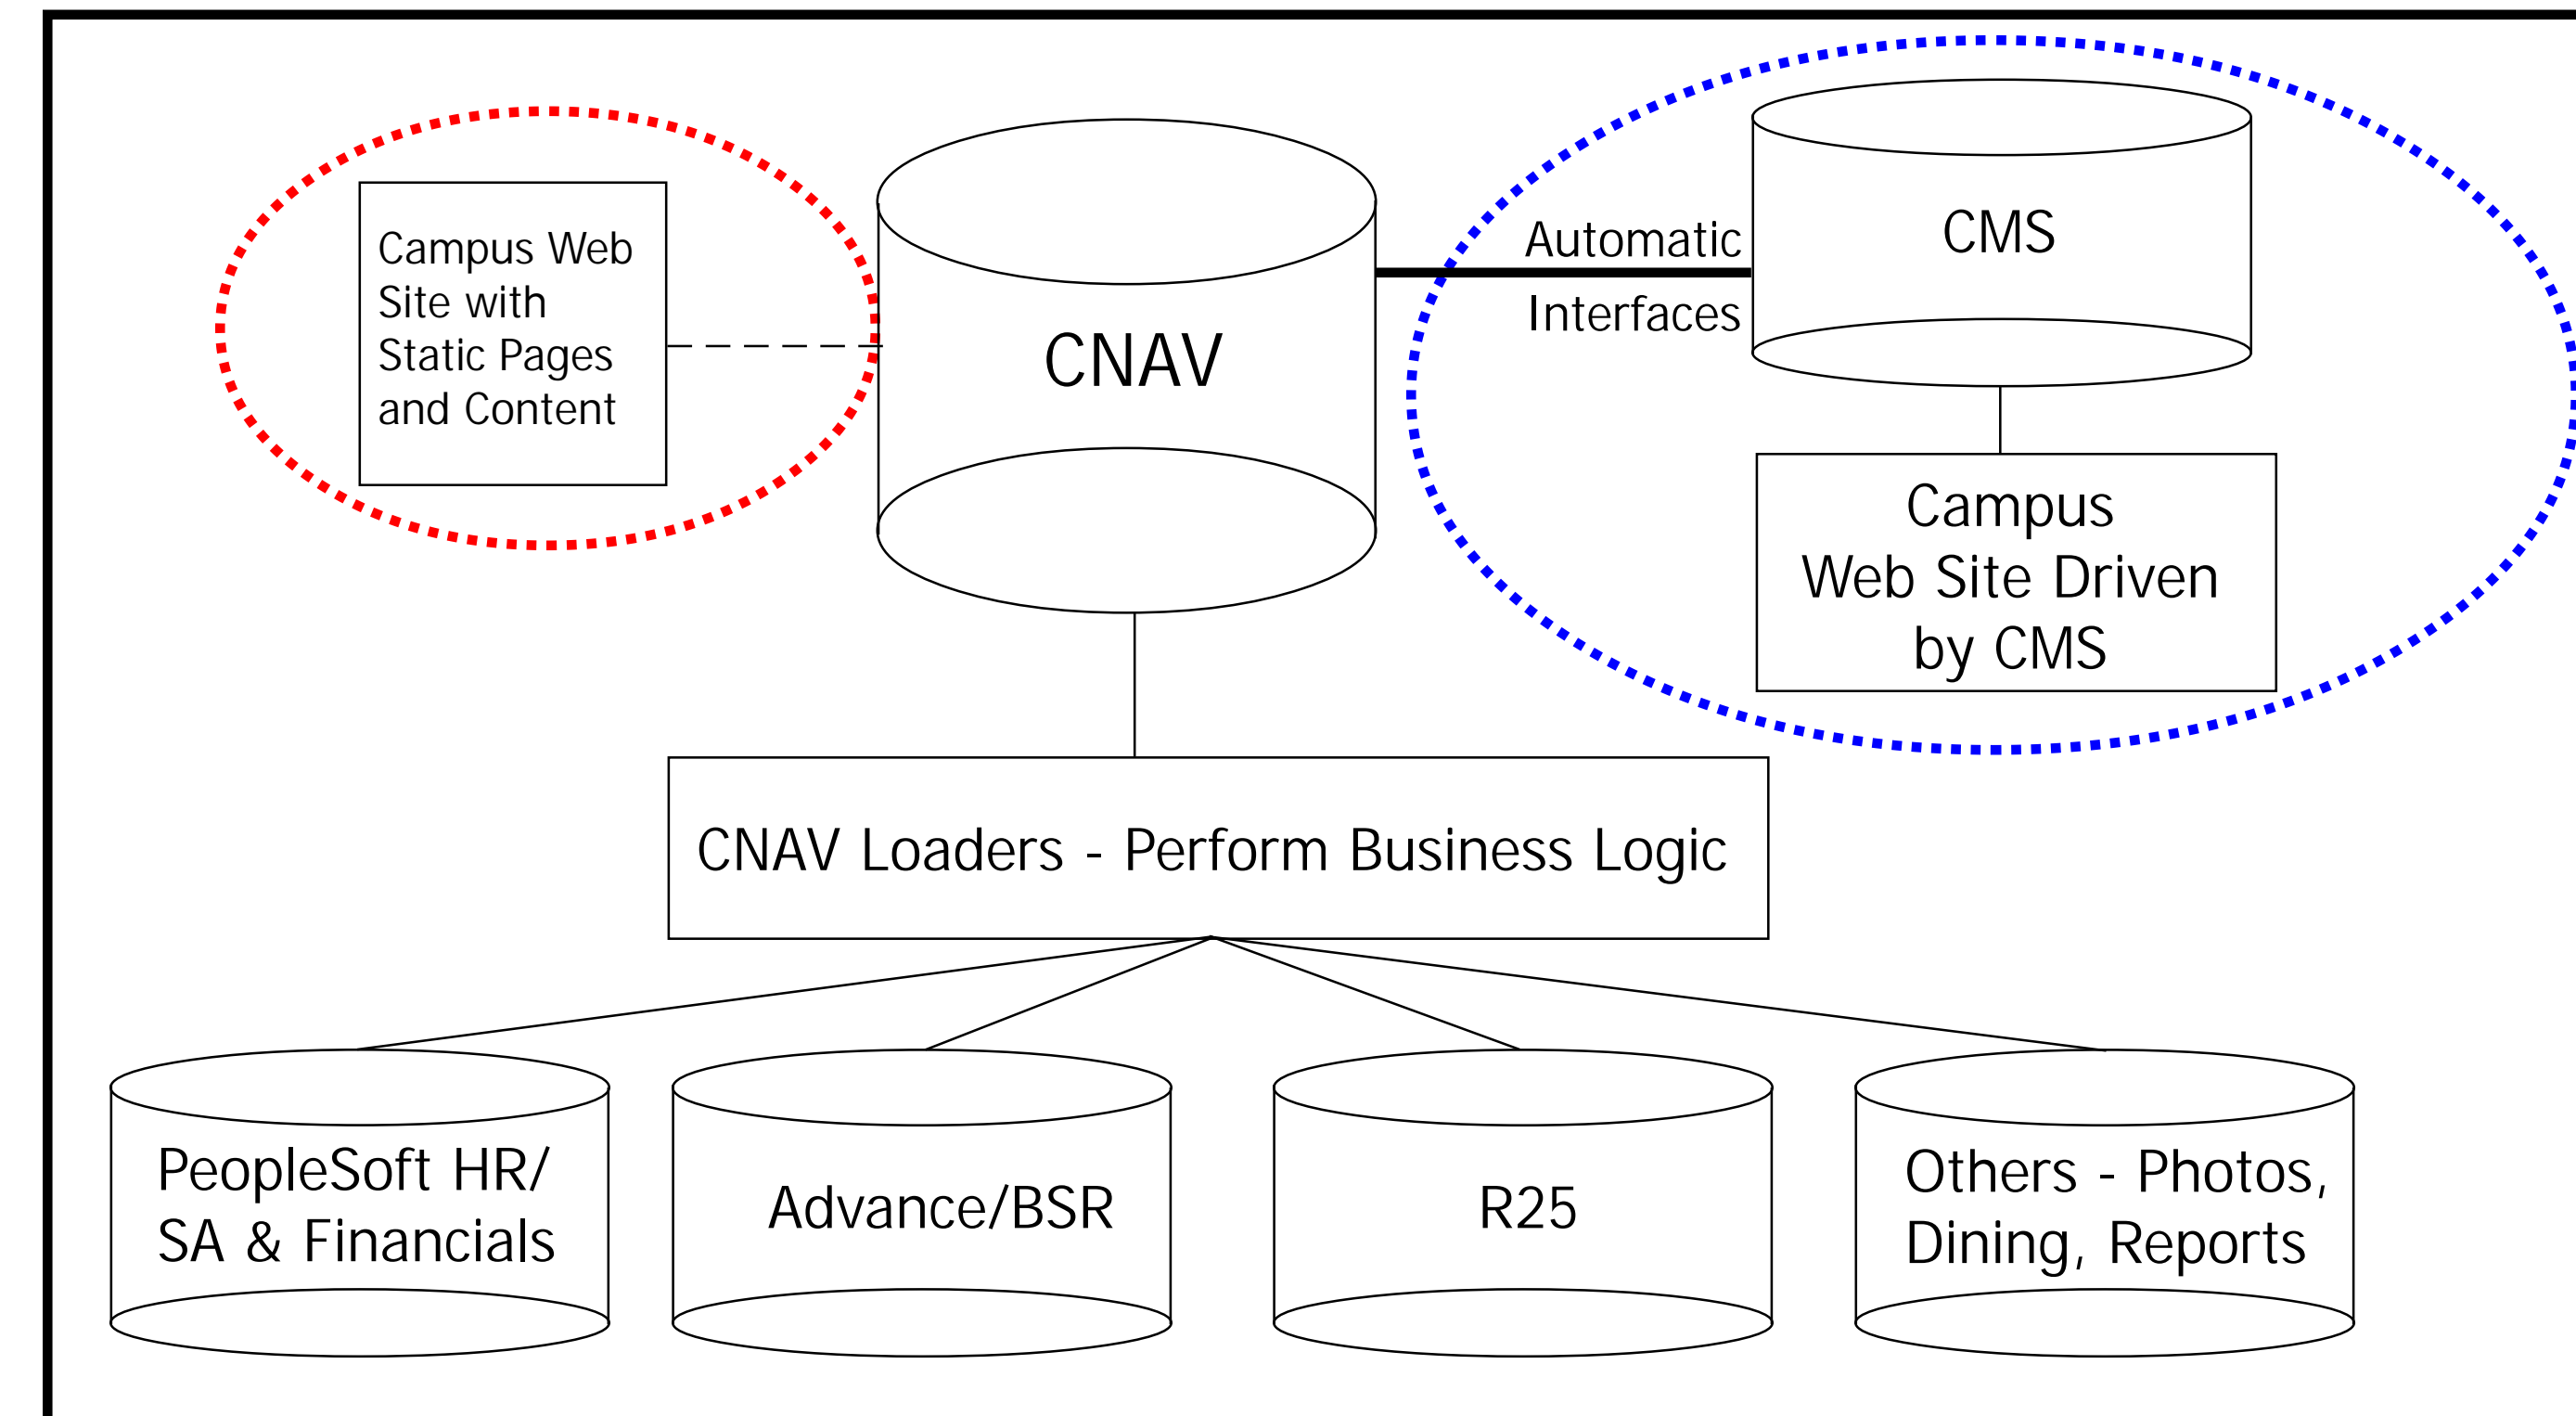 Campus Web
Site with
Static Pages
and Content
CNAV
Automatic
Interfaces
CMS
Campus
Web Site Driven
by CMS
CNAV Loaders - Perform Business Logic
PeopleSoft HR/
SA & Financials
Advance/BSR
R25
Others - Photos,
Dining, Reports